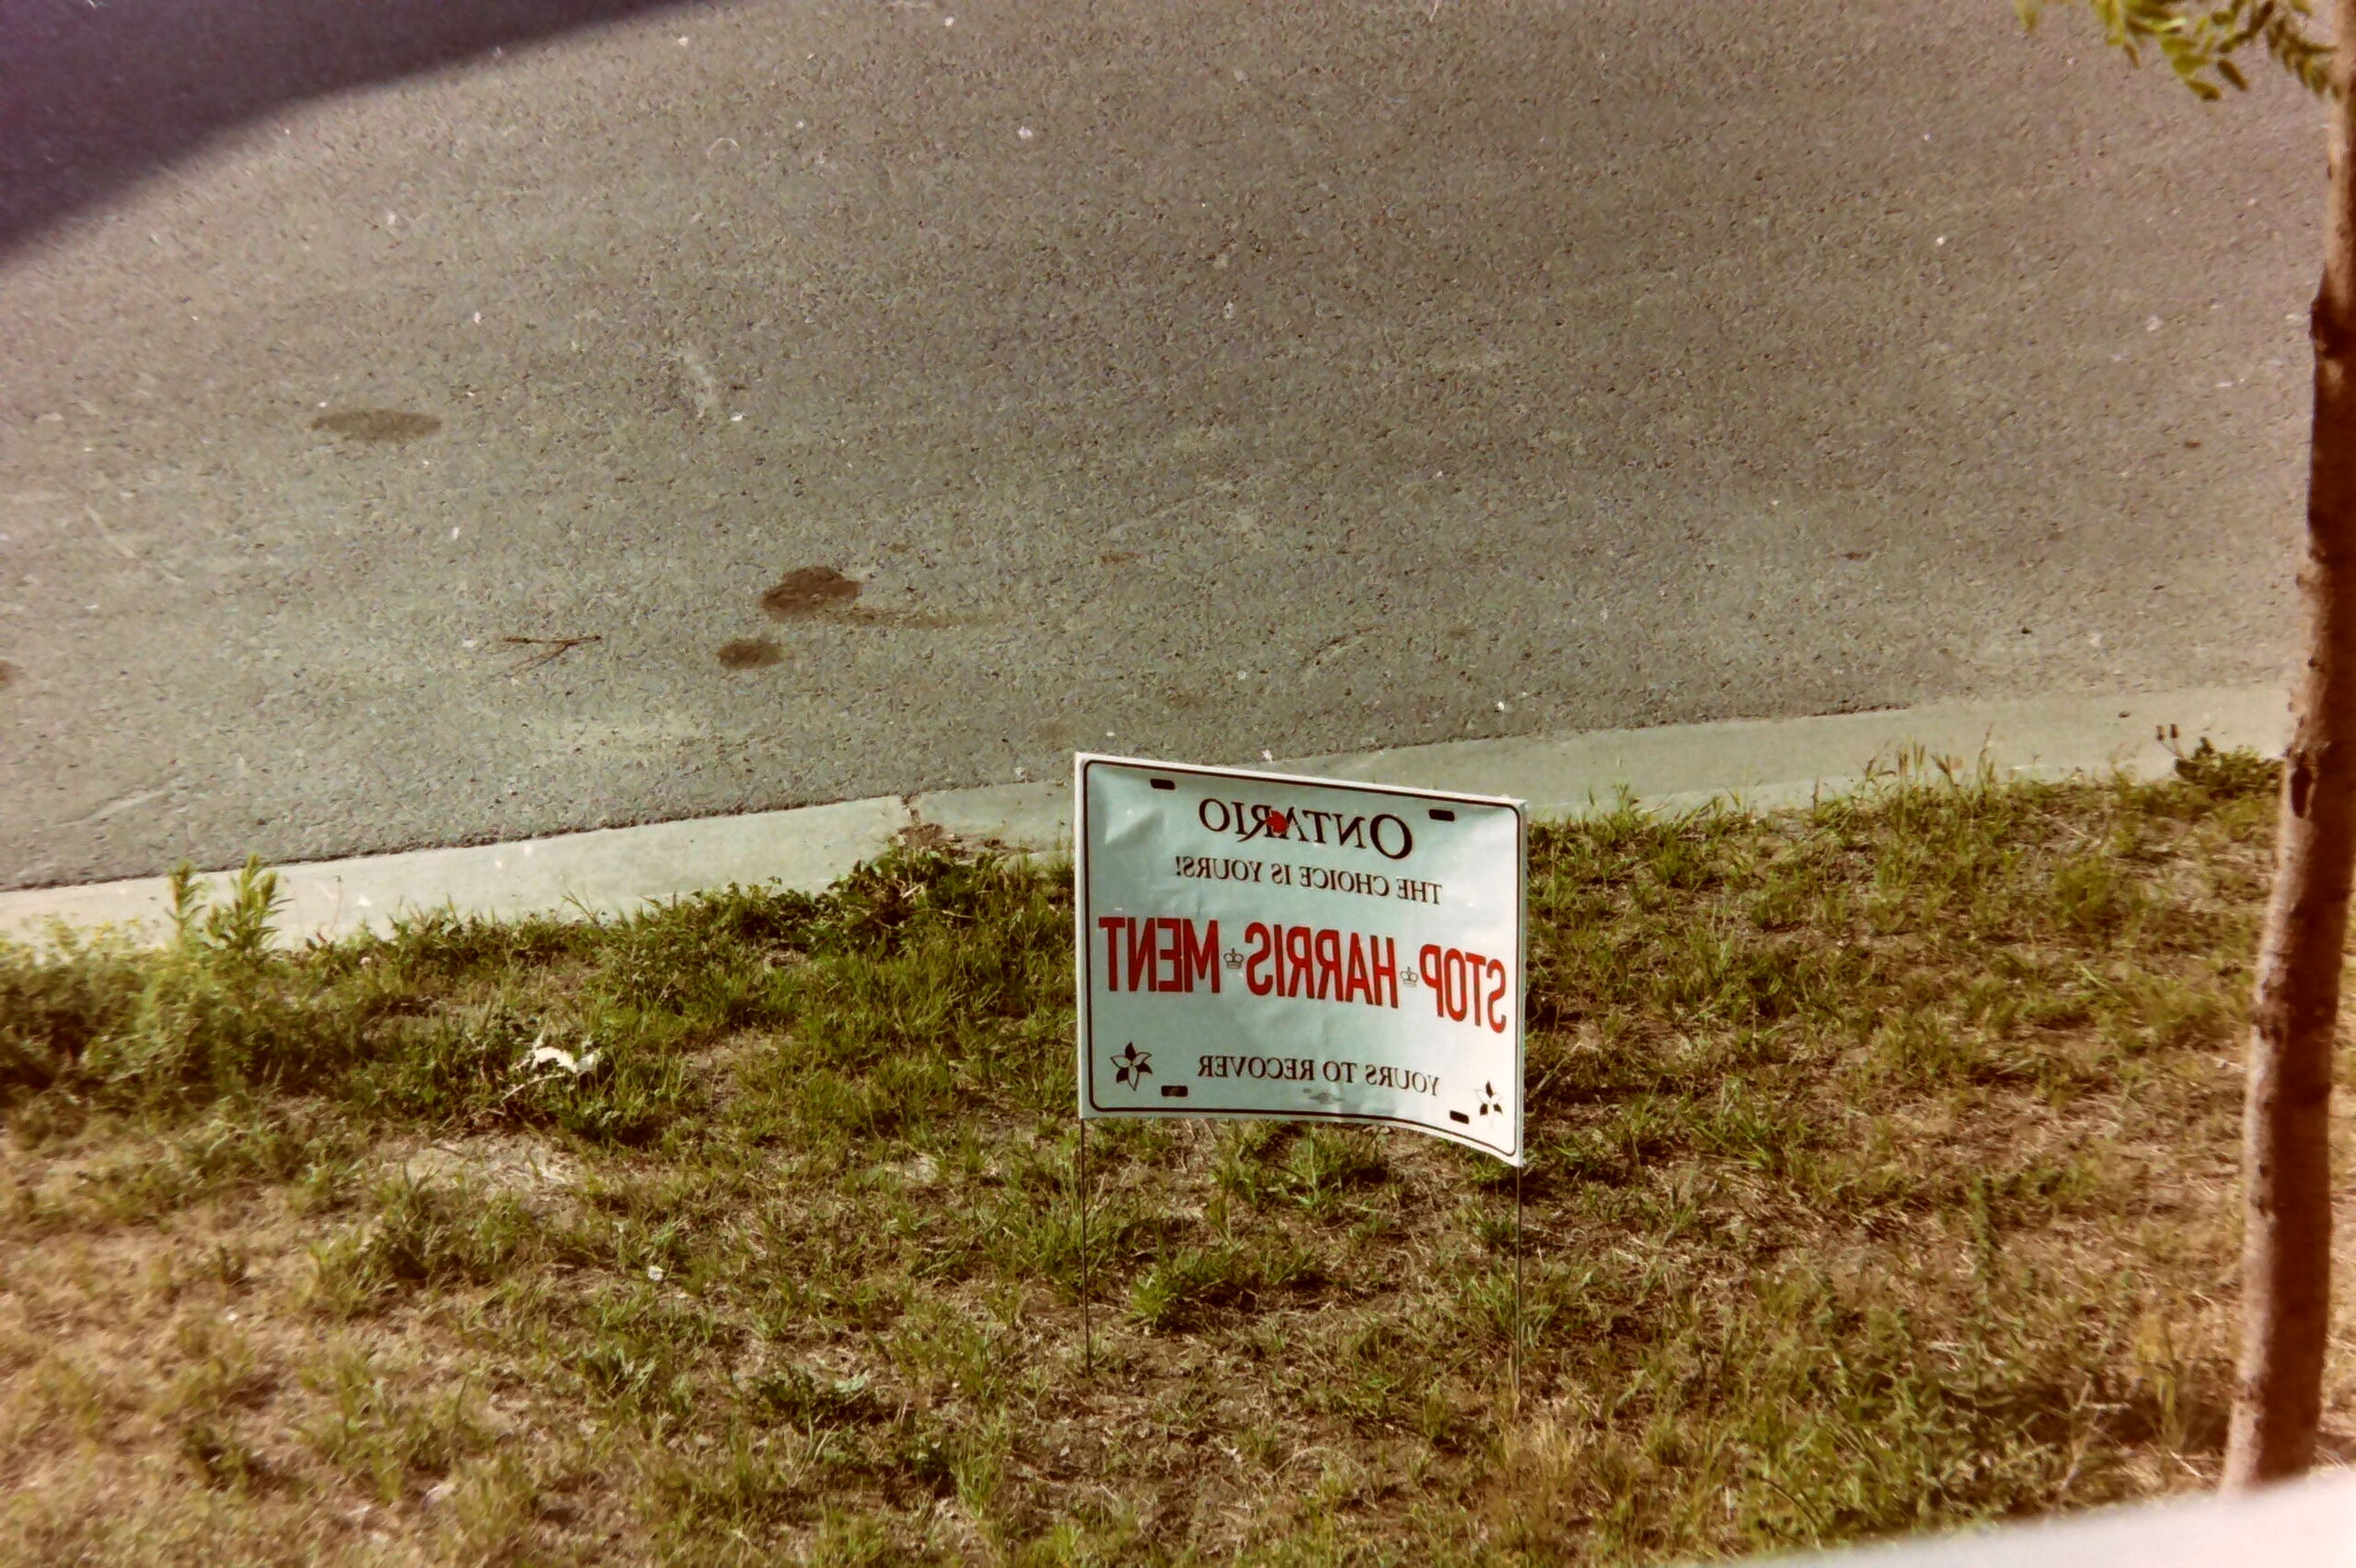 ONTARIO
THE CHOICE IS YOURS!
STOP HARRIS MENT
YOURS TO RECOVER